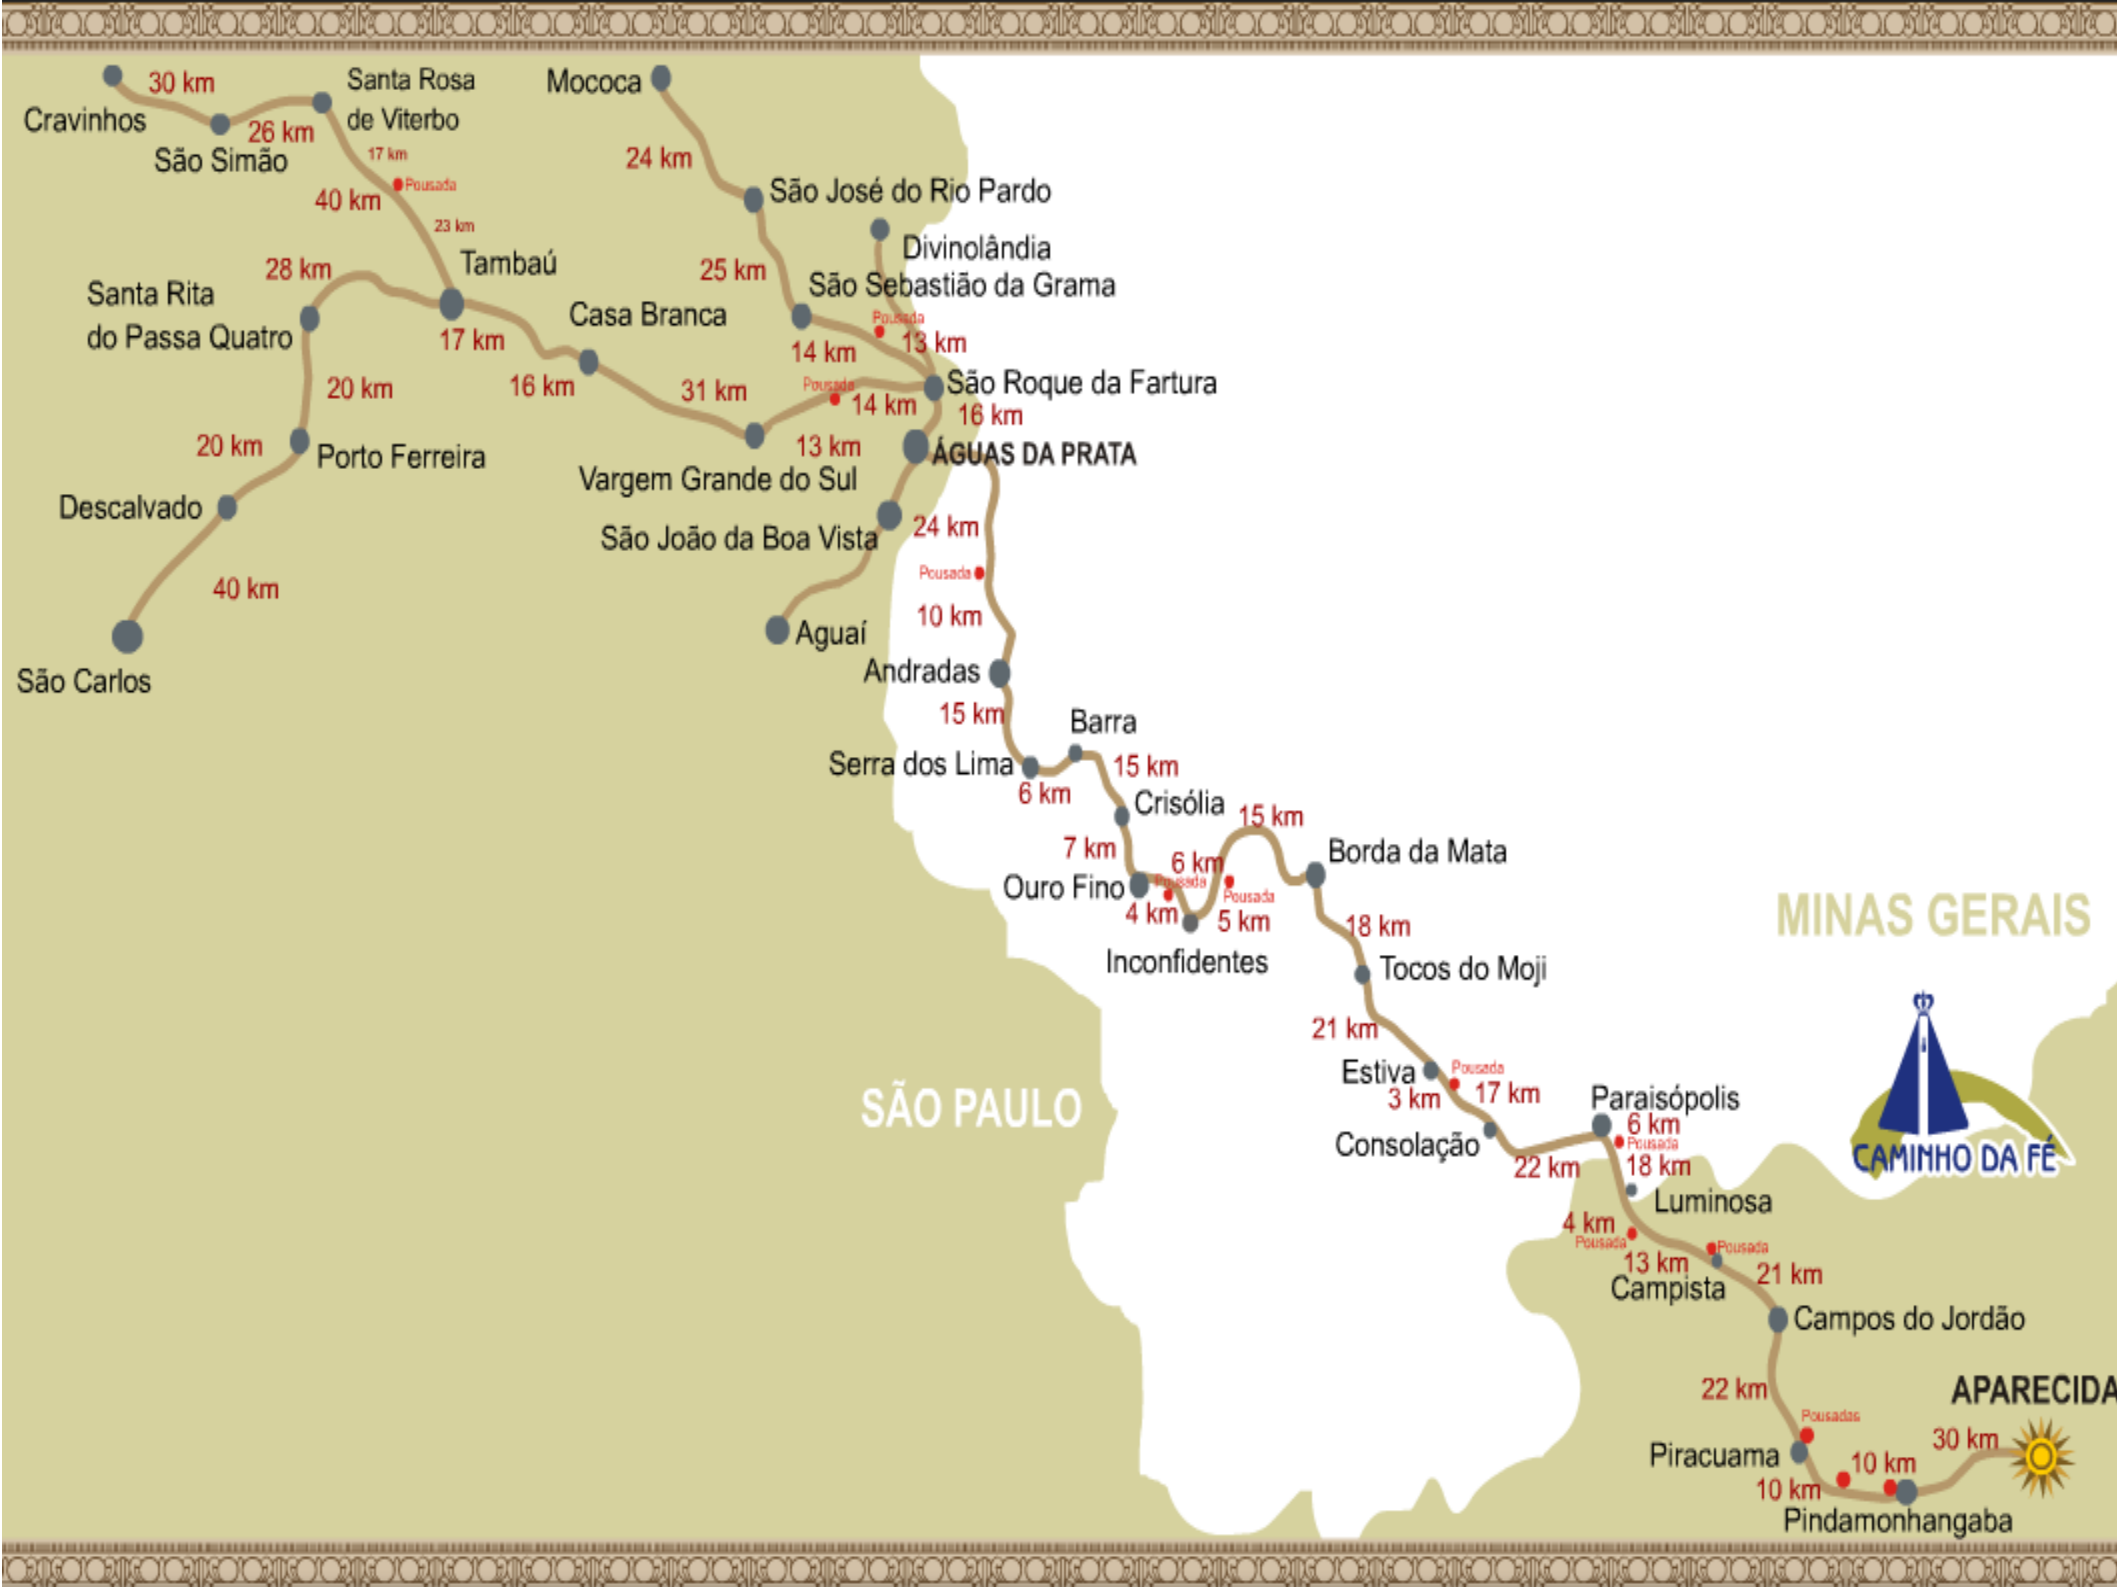 30 km
Cravinhos
26 km
São Simão
Santa Rosa
de Viterbo
17 km
Pousada
40 km
23 km
Mococa
24 km
São José do Rio Pardo
Divinolândia
25 km
São Sebastião da Grama
Tambaú
28 km
Santa Rita
do Passa Quatro
Casa Branca
Pousada
17 km
14 km
13 km
16 km
20 km
31 km
Pousada
14 km
São Roque da Fartura
16 km
20 km
Porto Ferreira
13 km
ÁGUAS DA PRATA
Vargem Grande do Sul
Descalvado
São João da Boa Vista
24 km
40 km
Pousada
10 km
Aguaí
São Carlos
Andradas
15 km
Barra
Serra dos Lima
15 km
6 km
Crisólia
15 km
7 km
6 km
Borda da Mata
Ouro Fino
Pousada
Pousada
4 km
5 km
18 km
Inconfidentes
Tocos do Moji
MINAS GERAIS
21 km
Estiva
Pousada
3 km
17 km
SÃO PAULO
Paraisópolis
6 km
Consolação
Pousada
22 km
18 km
CAMINHO DA FÉ
Luminosa
4 km
Pousada
Pousada
13 km
21 km
Campista
Campos do Jordão
22 km
APARECIDA
Pousadas
30 km
Piracuama
10 km
10 km
Pindamonhangaba